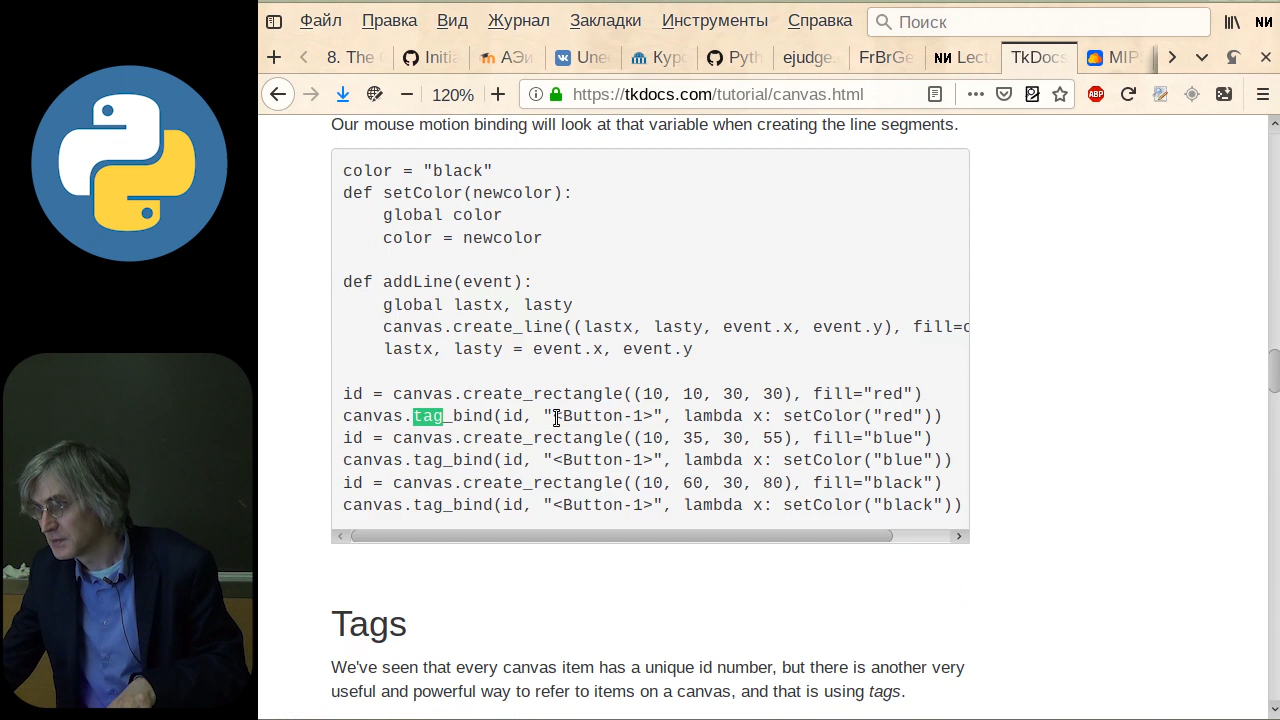 Файл Правка Вид Журнал Закладки Инструменты Справка Поиск
8. The Initi АЭи Unec Курс Pyth ejudge. FrBrGe Lect TkDocs MIP
120% https://tkdocs.com/tutorial/canvas.html ABP
Our mouse motion binding will look at that variable when creating the line segments.
color = "black"
def setColor(newcolor):
global color
color = newcolor
def addLine(event):
global lastx, lasty
canvas.create_line((lastx, lasty, event.x, event.y), fill=c
lastx, lasty = event.x, event.y
id = canvas.create_rectangle((10, 10, 30, 30), fill="red")
canvas.tag_bind(id, "<Button-1>", lambda x: setColor("red"))
id = canvas.create_rectangle((10, 35, 30, 55), fill="blue")
canvas.tag_bind(id, "<Button-1>", lambda x: setColor("blue"))
id = canvas.create_rectangle((10, 60, 30, 80), fill="black")
canvas.tag_bind(id, "<Button-1>", lambda x: setColor("black"))
Tags
We've seen that every canvas item has a unique id number, but there is another very
useful and powerful way to refer to items on a canvas, and that is using tags.